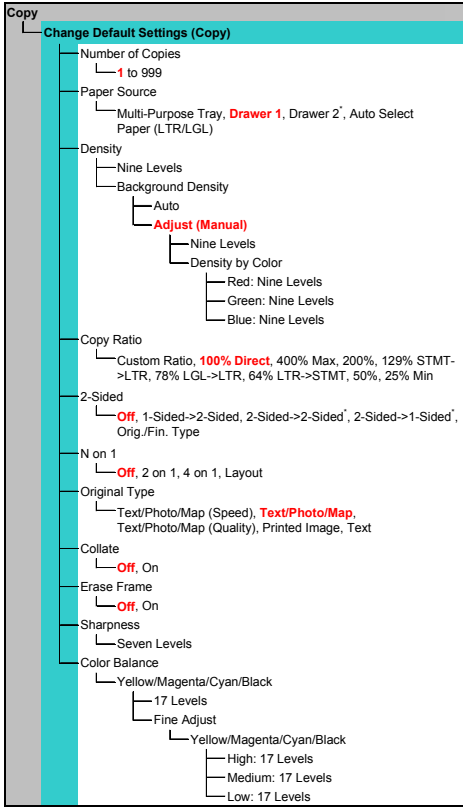 Copy
Change Default Settings (Copy)
Number of Copies
1 to 999
Paper Source
Multi-Purpose Tray, Drawer 1, Drawer 2*, Auto Select
Paper (LTR/LGL)
Density
Nine Levels
Background Density
Auto
Adjust (Manual)
Nine Levels
Density by Color
Red: Nine Levels
Green: Nine Levels
Blue: Nine Levels
Copy Ratio
Custom Ratio, 100% Direct, 400% Max, 200%, 129% STMT-
>LTR, 78% LGL->LTR, 64% LTR->STMT, 50%, 25% Min
2-Sided
Off, 1-Sided->2-Sided, 2-Sided->2-Sided*, 2-Sided->1-Sided*,
Orig./Fin. Type
N on 1
Off, 2 on 1, 4 on 1, Layout
Original Type
Text/Photo/Map (Speed), Text/Photo/Map,
Text/Photo/Map (Quality), Printed Image, Text
Collate
Off, On
Erase Frame
Off, On
Sharpness
Seven Levels
Color Balance
Yellow/Magenta/Cyan/Black
17 Levels
Fine Adjust
Yellow/Magenta/Cyan/Black
High: 17 Levels
Medium: 17 Levels
Low: 17 Levels